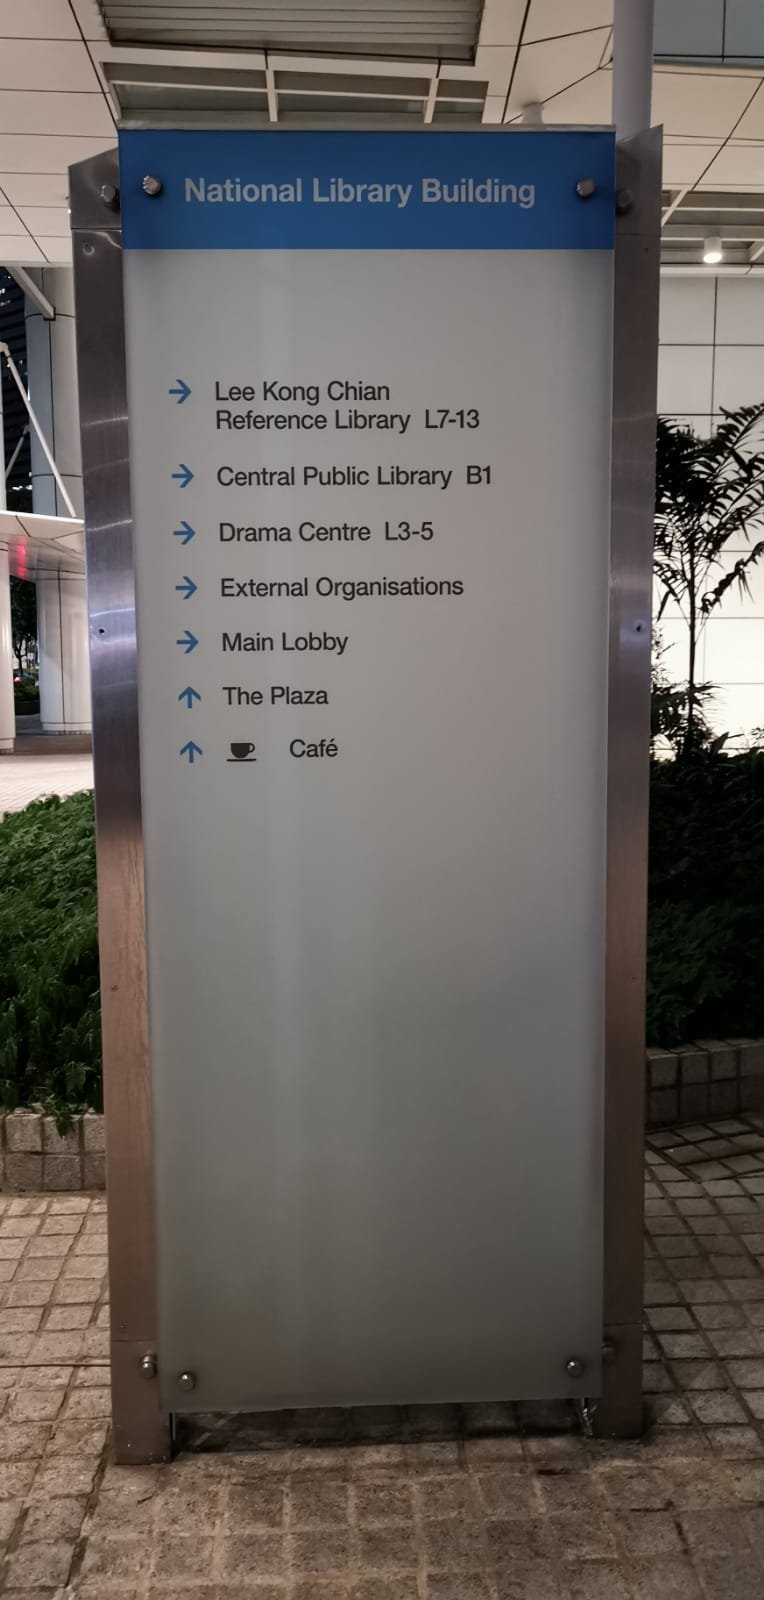 National Library Building
→ Lee Kong Chian
Reference Library L7-13
→ Central Public Library B1
→ Drama Centre L3-5
→ External Organisations
→ Main Lobby
↑ The Plaza
↑ Café